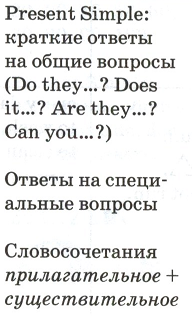 Present Simple:
краткие ответы
на общие вопросы
(Do they...? Does
it...? Are they...?
Can you...?)
Ответы на специ-
альные вопросы
Словосочетания
прилагательное +
существительное